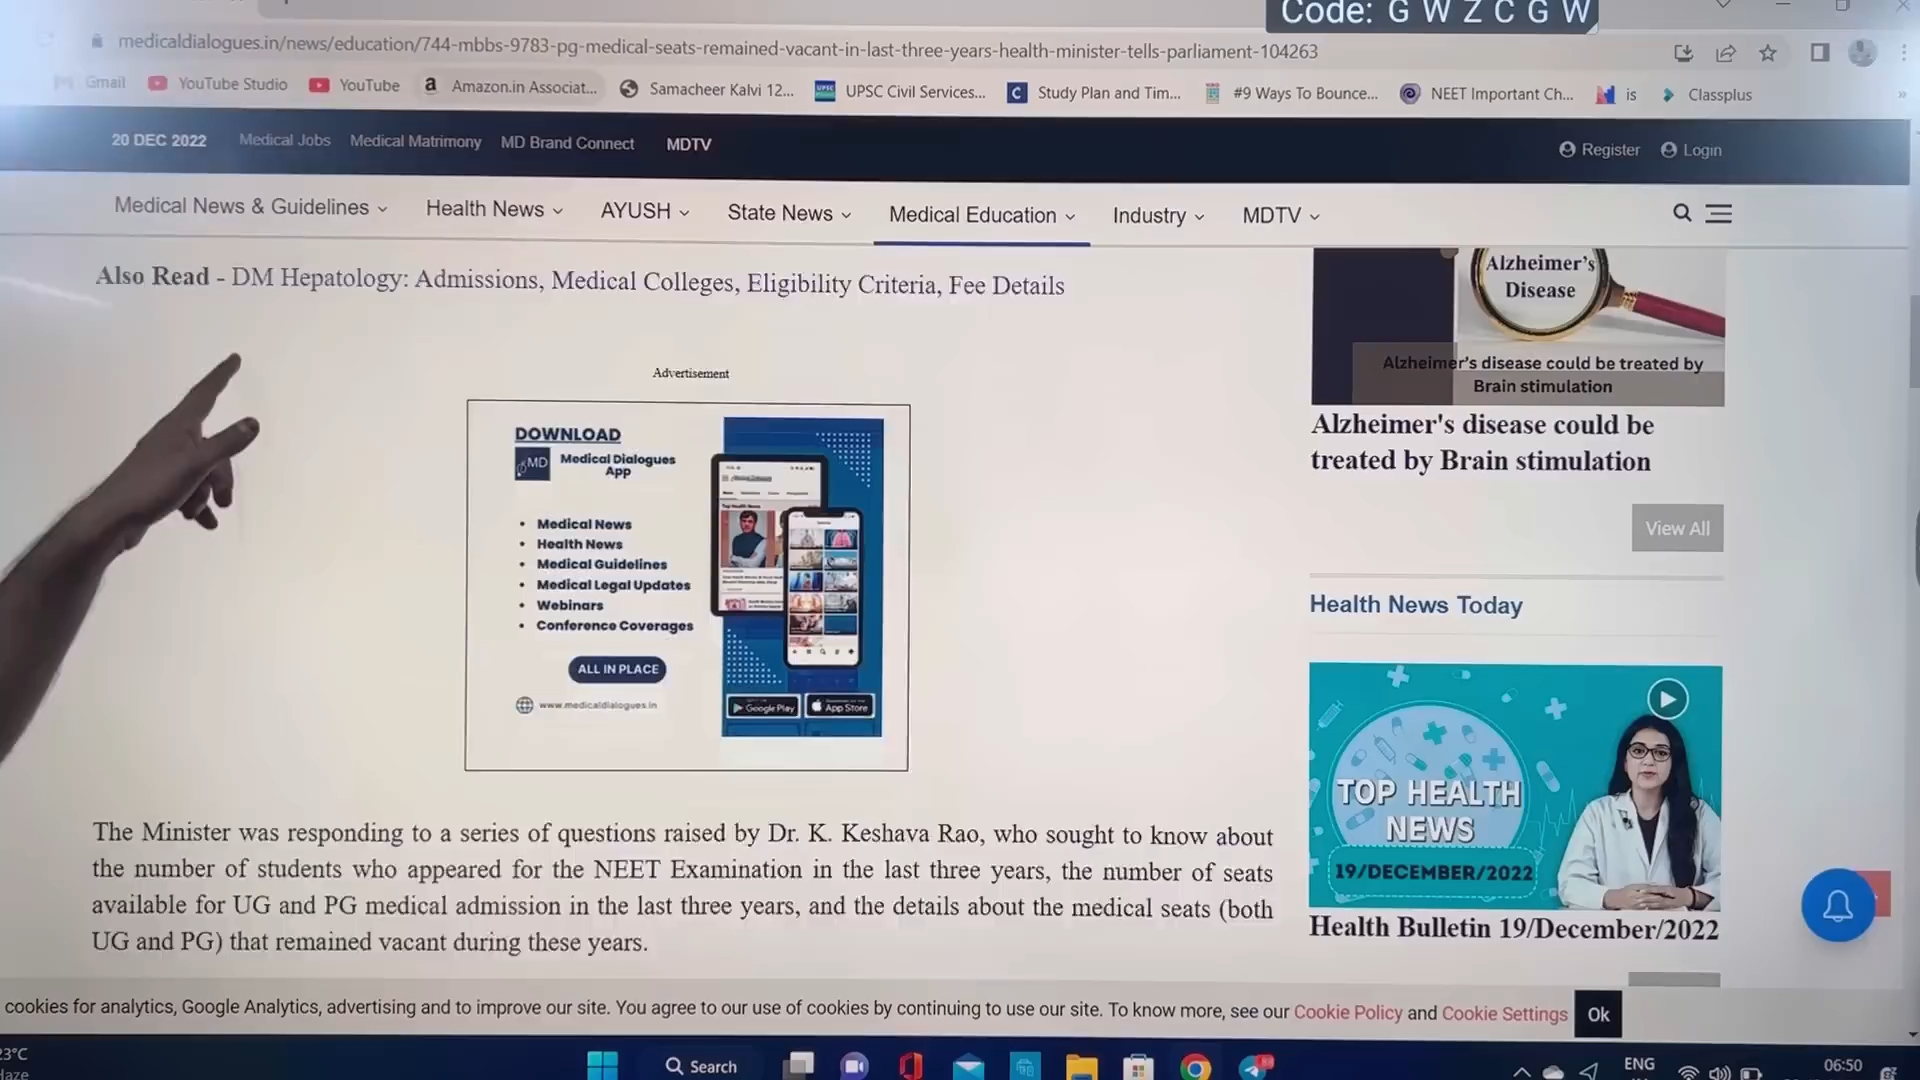 Code: G W Z C G W
medicaldialogues.in/news/education/744-mbbs-9783-pg-medical-seats-remained-vacant-in-last-three-years-health-minister-tells-parliament-104263
Gmail YouTube Studio YouTube Amazon.in Associat... Samacheer Kalvi 12... UPSC Civil Services... Study Plan and Tim... #9 Ways To Bounce... NEET Important Ch... is Classplus
20 DEC 2022 Medical Jobs Medical Matrimony MD Brand Connect MDTV Register Login
Medical News & Guidelines Health News AYUSH State News Medical Education Industry MDTV
Also Read - DM Hepatology: Admissions, Medical Colleges, Eligibility Criteria, Fee Details
Advertisement
DOWNLOAD
MD Medical Dialogues
App
• Medical News
• Health News
• Medical Guidelines
• Medical Legal Updates
• Webinars
• Conference Coverages
ALL IN PLACE
www.medicaldialogues.in
Google Play App Store
The Minister was responding to a series of questions raised by Dr. K. Keshava Rao, who sought to know about
the number of students who appeared for the NEET Examination in the last three years, the number of seats
available for UG and PG medical admission in the last three years, and the details about the medical seats (both
UG and PG) that remained vacant during these years.
Alzheimer's
Disease
Alzheimer's disease could be treated by
Brain stimulation
Alzheimer's disease could be
treated by Brain stimulation
View All
Health News Today
TOP HEALTH
NEWS
19/DECEMBER/2022
Health Bulletin 19/December/2022
cookies for analytics, Google Analytics, advertising and to improve our site. You agree to our use of cookies by continuing to use our site. To know more, see our Cookie Policy and Cookie Settings Ok
23°C
Haze
Search
ENG
06:50